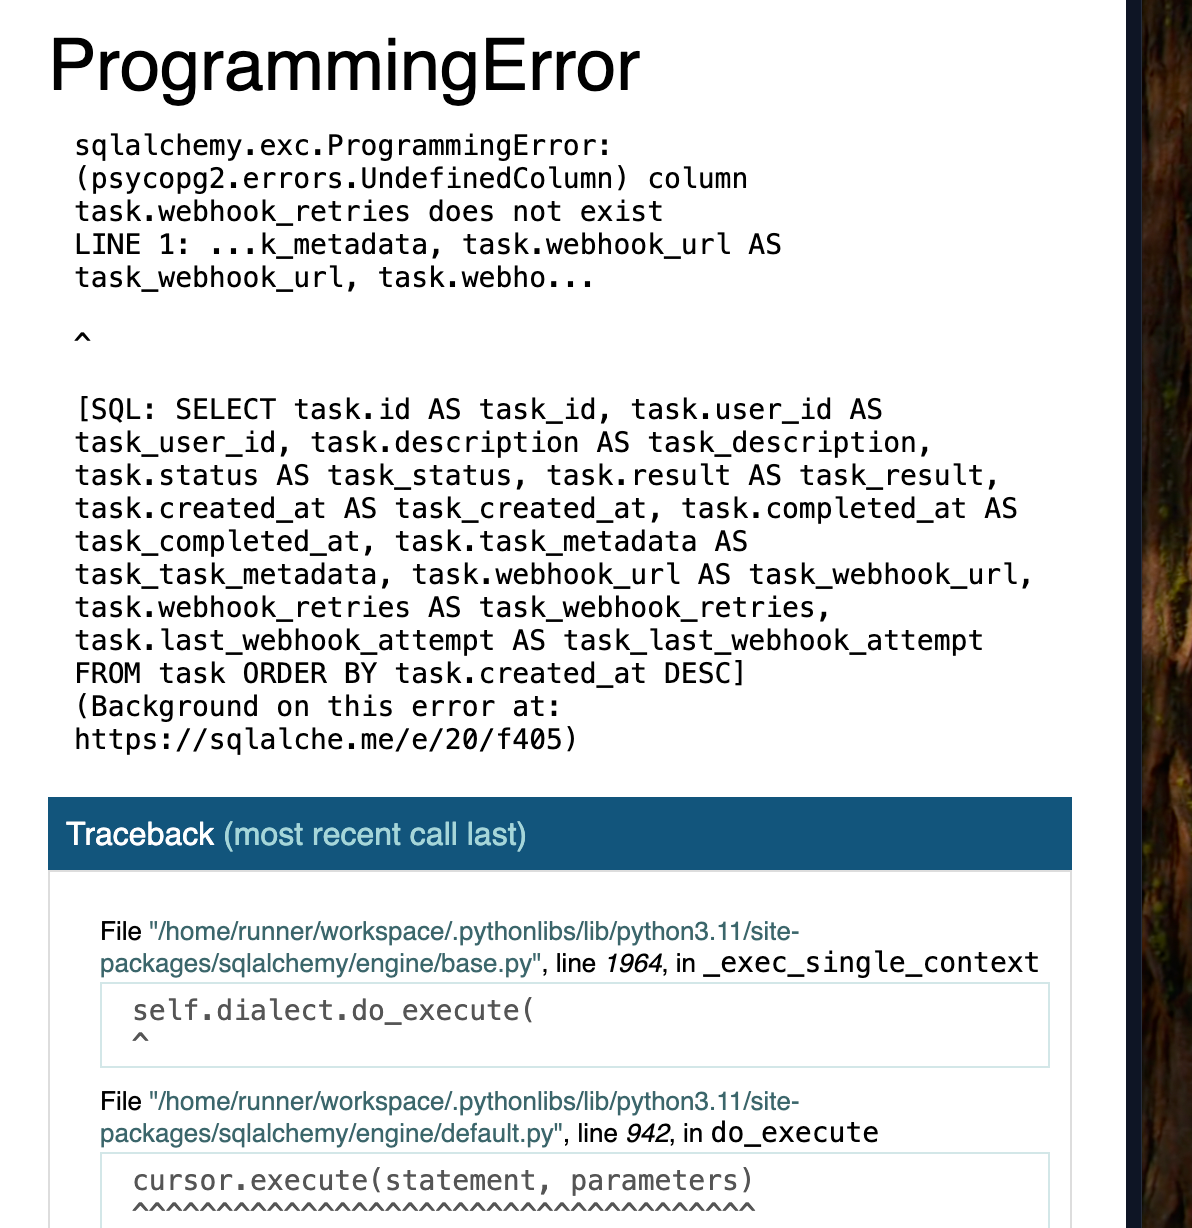 ProgrammingError
sqlalchemy.exc.ProgrammingError:
(psycopg2.errors.UndefinedColumn) column
task.webhook_retries does not exist
LINE 1: ...k_metadata, task.webhook_url AS
task_webhook_url, task.webho...
^
[SQL: SELECT task.id AS task_id, task.user_id AS
task_user_id, task.description AS task_description,
task.status AS task_status, task.result AS task_result,
task.created_at AS task_created_at, task.completed_at AS
task_completed_at, task.task_metadata AS
task_task_metadata, task.webhook_url AS task_webhook_url,
task.webhook_retries AS task_webhook_retries,
task.last_webhook_attempt AS task_last_webhook_attempt
FROM task ORDER BY task.created_at DESC]
(Background on this error at:
https://sqlalche.me/e/20/f405)
Traceback (most recent call last)
File "/home/runner/workspace/.pythonlibs/lib/python3.11/site-
packages/sqlalchemy/engine/base.py", line 1964, in _exec_single_context
self.dialect.do_execute(
^
File "/home/runner/workspace/.pythonlibs/lib/python3.11/site-
packages/sqlalchemy/engine/default.py", line 942, in do_execute
cursor.execute(statement, parameters)
^^^^^^^^^^^^^^^^^^^^^^^^^^^^^^^^^^^^^